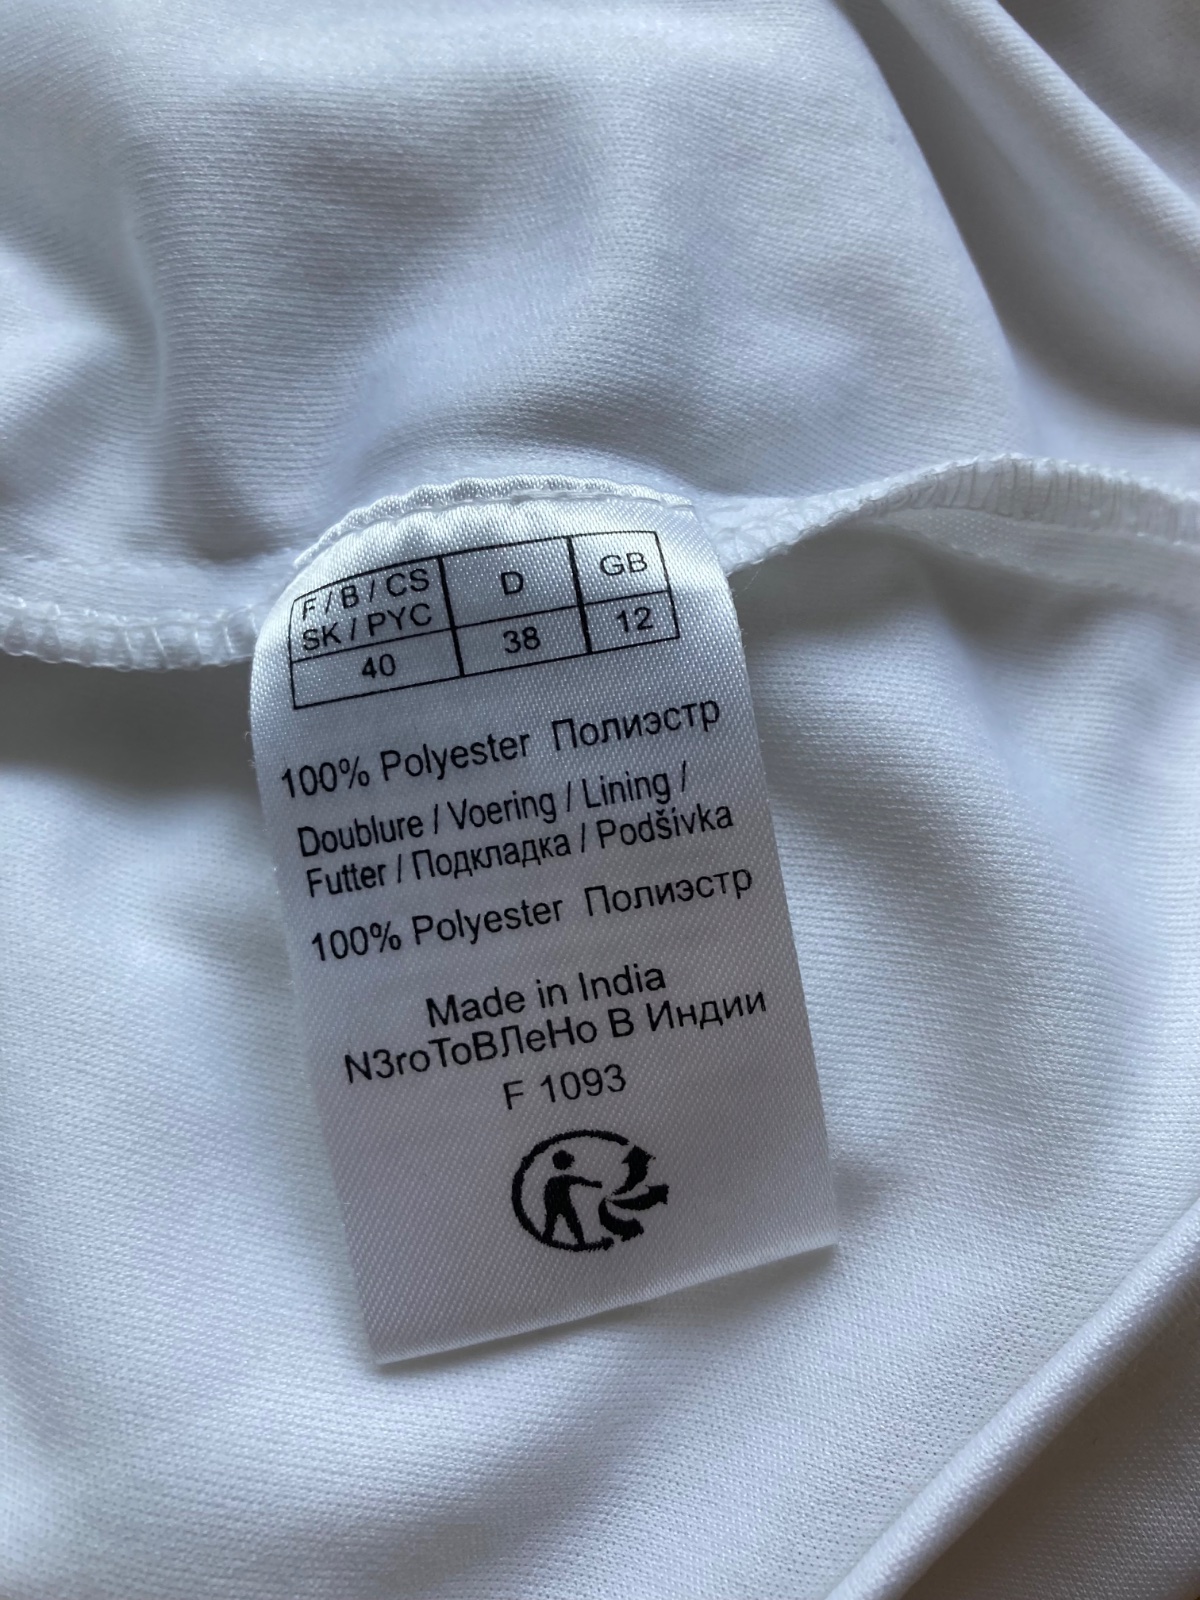 F / B / CS D GB
SK / РУС
40 38 12
100% Polyester Полиэстр
Doublure / Voering / Lining /
Futter / Подкладка / Podšívka
100% Polyester Полиэстр
Made in India
N3roToBЛeHo B Индии
F 1093